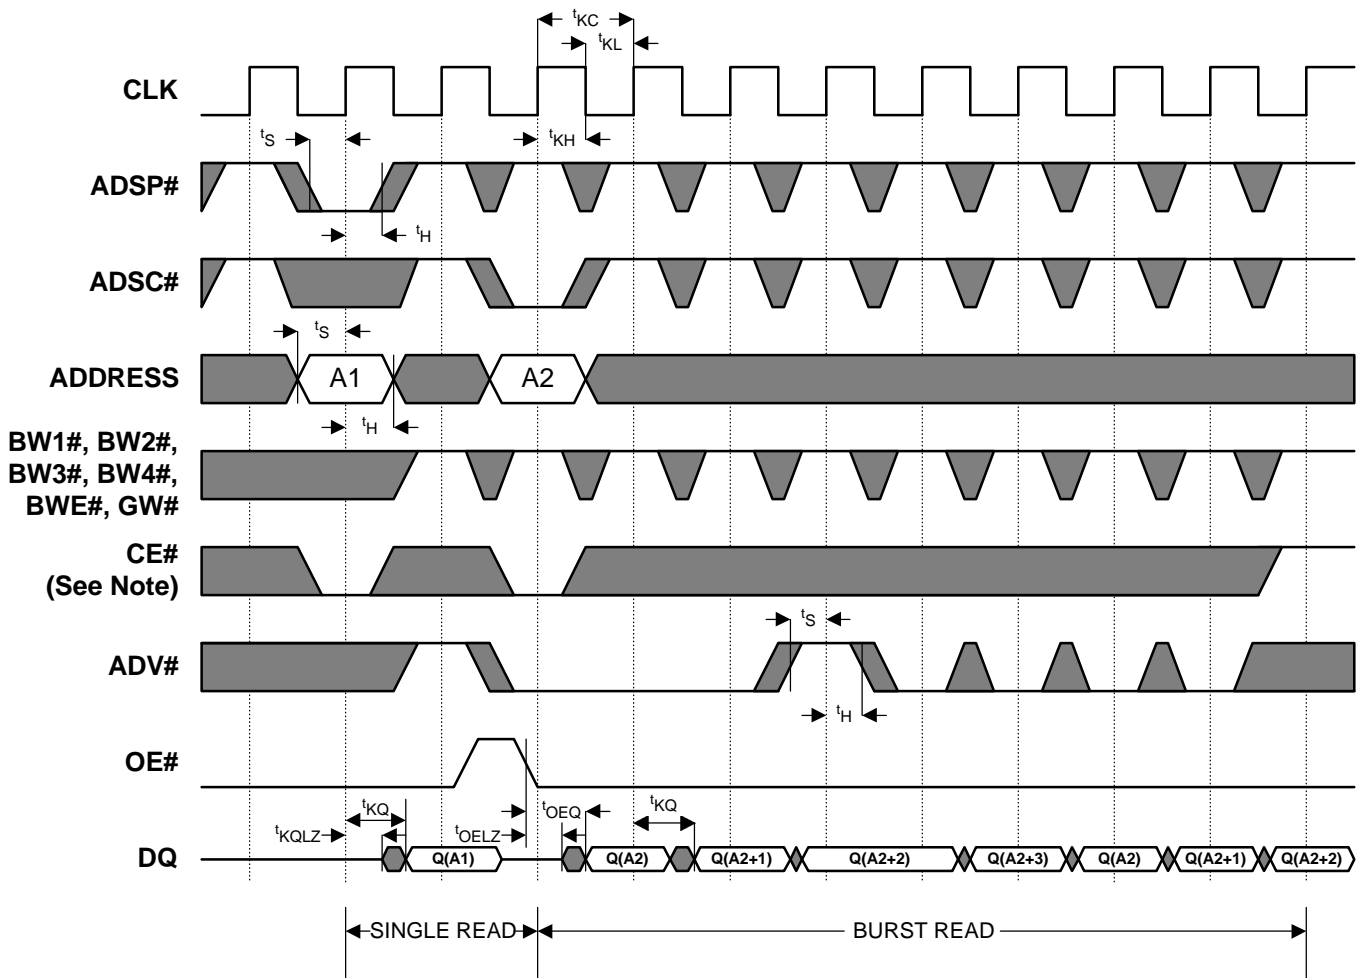 tKC
tKL
CLK
tS
tKH
ADSP#
tH
ADSC#
tS
ADDRESS
A1
A2
tH
BW1#, BW2#,
BW3#, BW4#,
BWE#, GW#
CE#
(See Note)
tS
ADV#
tH
OE#
tKQ
tOEQ
tKQ
tKQLZ
tOELZ
DQ
Q(A1)
Q(A2)
Q(A2+1)
Q(A2+2)
Q(A2+3)
Q(A2)
Q(A2+1)
Q(A2+2)
SINGLE READ
BURST READ